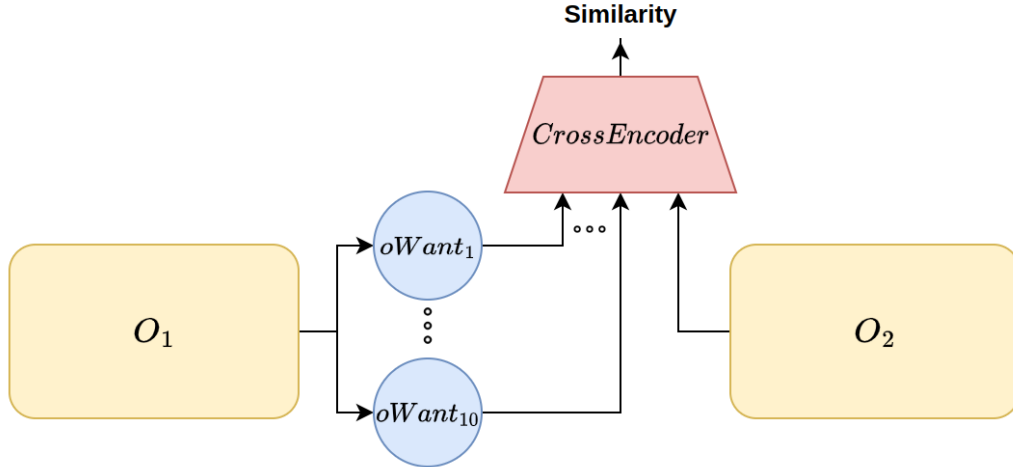 Similarity
CrossEncoder
oWant₁
O₁
O₂
oWant₁₀